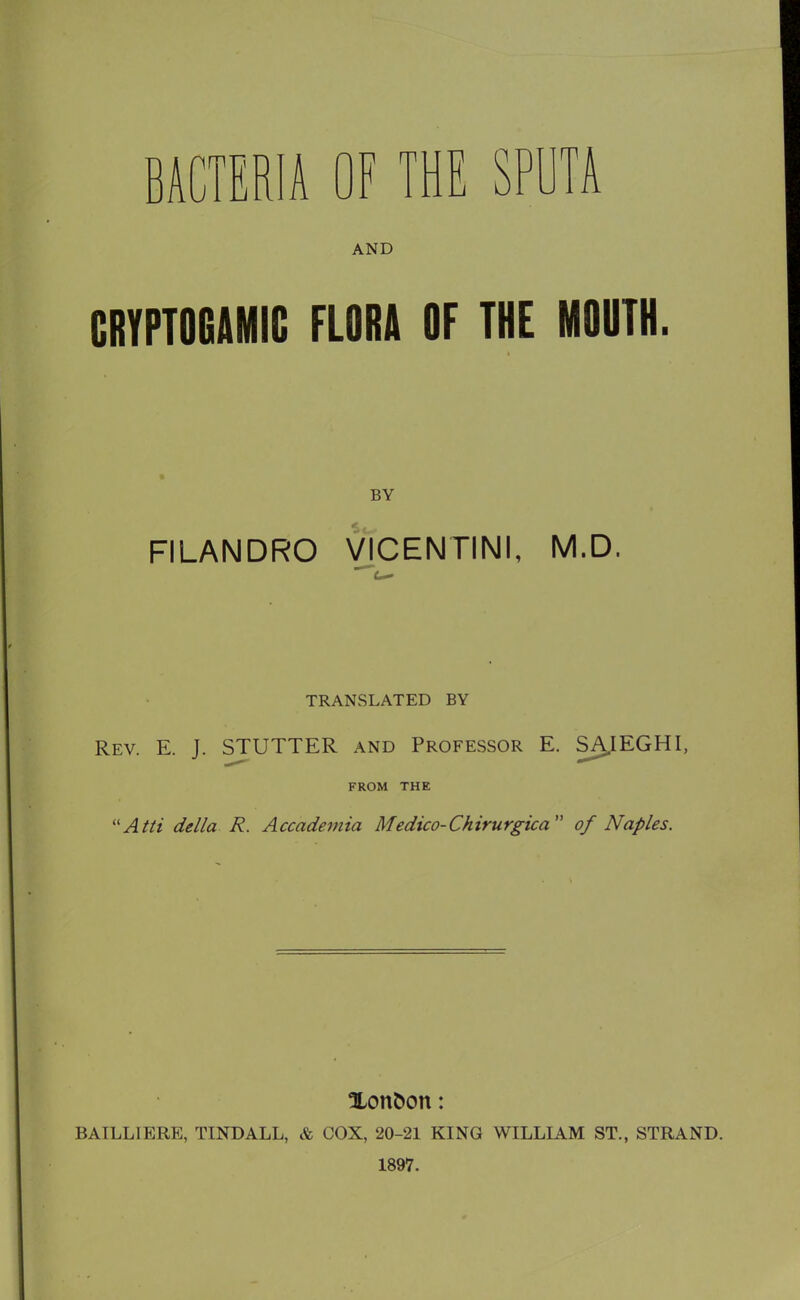 BACTERIA OF THE SPUTA
AND
CRYPTOGAMIC FLORA OF THE MOUTH.
BY
FILANDRO VICENTINI, M.D.
TRANSLATED BY
REV. E. J. STUTTER AND PROFESSOR E. SAIEGHI,
FROM THE
"Atti della R. Accademia Medico-Chirurgica" of Naples.
London:
BAILLIERE, TINDALL, & COX, 20-21 KING WILLIAM ST., STRAND.
1897.